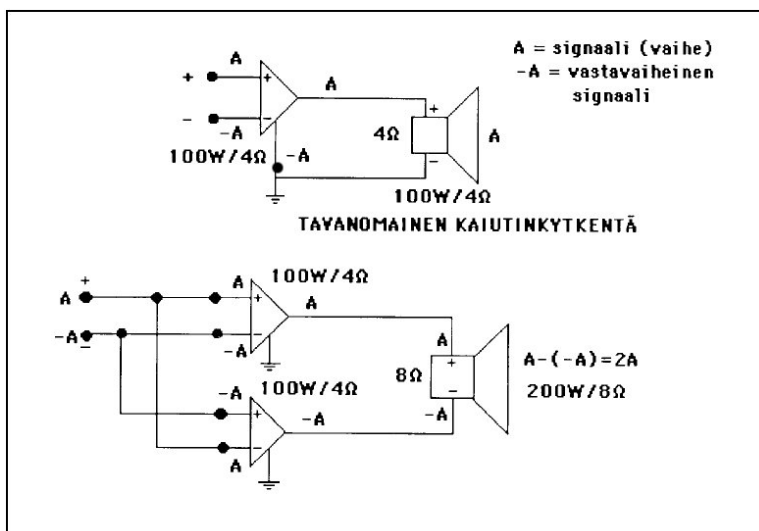 A = signaali (vaihe)
-A = vastavaiheinen
signaali
A
+
+
A
-
-
-A
100W/4Ω
-A
4Ω
+
-
A
100W/4Ω
TAVANOMAINEN KAIUTINKYTKENTÄ
+
A
-A
-
A
100W/4Ω
+
A
-
-A
-A
100W/4Ω
+
-A
-
A
A
+
8Ω
-
-A
A-(-A)=2A
200W/8Ω